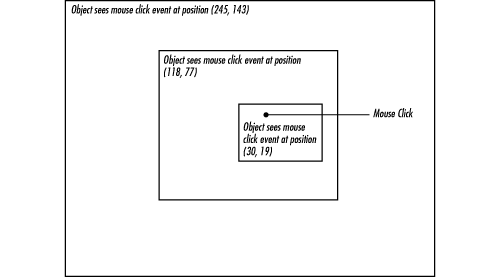 Object sees mouse click event at position (245, 143)
Object sees mouse click event at position
(118, 77)
Mouse Click
Object sees mouse
click event at position
(30, 19)